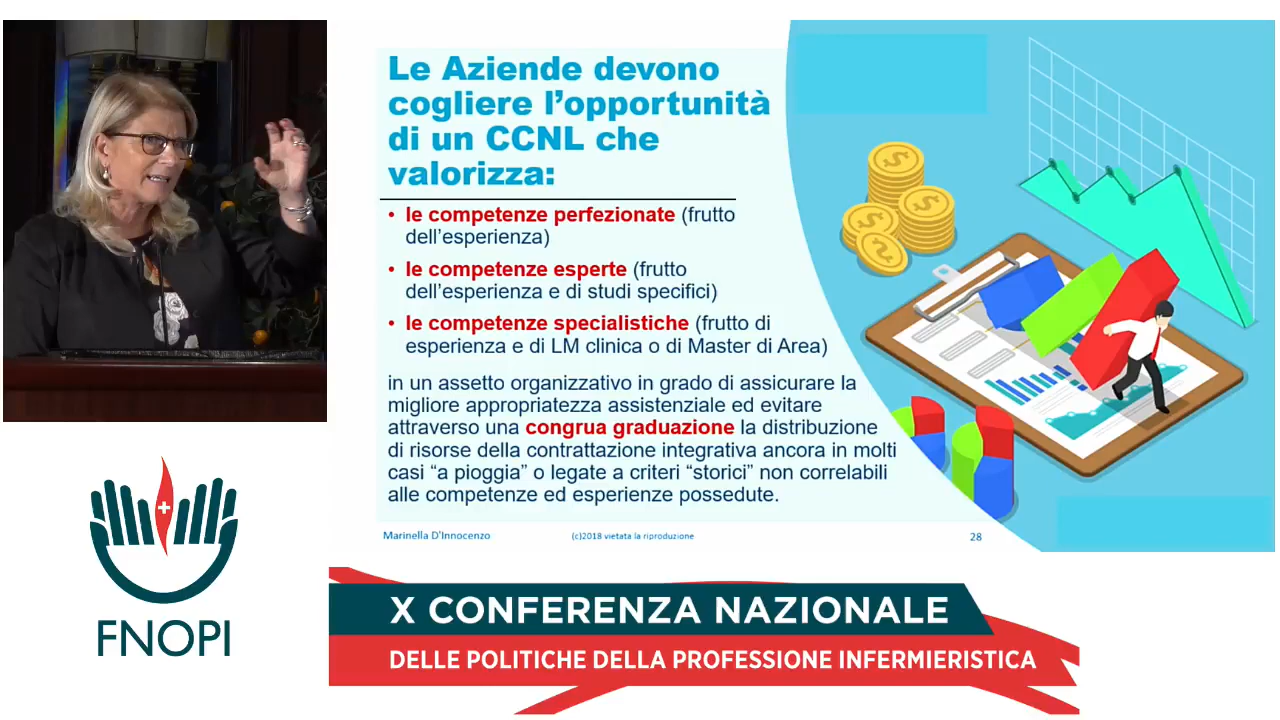 Le Aziende devono
cogliere l'opportunità
di un CCNL che
valorizza:
• le competenze perfezionate (frutto
dell'esperienza)
• le competenze esperte (frutto
dell'esperienza e di studi specifici)
• le competenze specialistiche (frutto di
esperienza e di LM clinica o di Master di Area)
in un assetto organizzativo in grado di assicurare la
migliore appropriatezza assistenziale ed evitare
attraverso una congrua graduazione la distribuzione
di risorse della contrattazione integrativa ancora in molti
casi “a pioggia” o legate a criteri “storici” non correlabili
alle competenze ed esperienze possedute.
Marinella D'Innocenzo (c)2018 vietata la riproduzione 28
FNOPI
X CONFERENZA NAZIONALE
DELLE POLITICHE DELLA PROFESSIONE INFERMIERISTICA